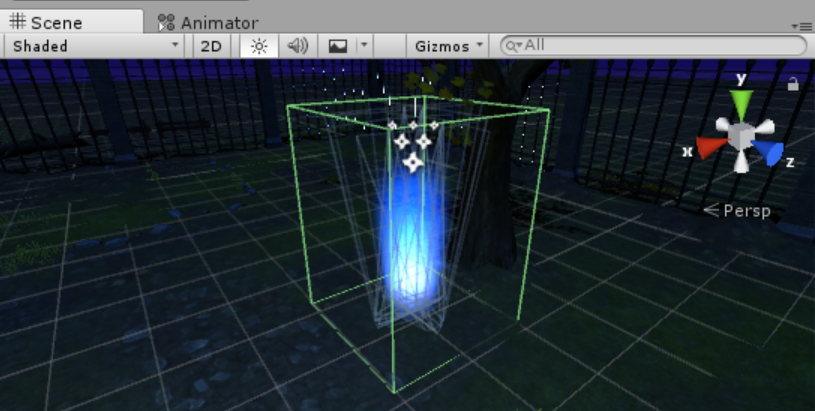 Scene Animator
Shaded 2D Gizmos All
y
x
z
Persp